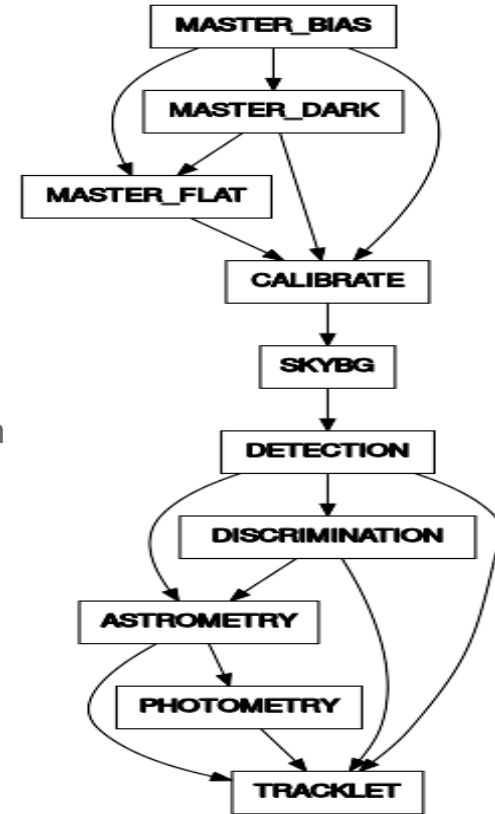 MASTER_BIAS
MASTER_DARK
MASTER_FLAT
CALIBRATE
SKYBG
DETECTION
DISCRIMINATION
ASTROMETRY
PHOTOMETRY
TRACKLET